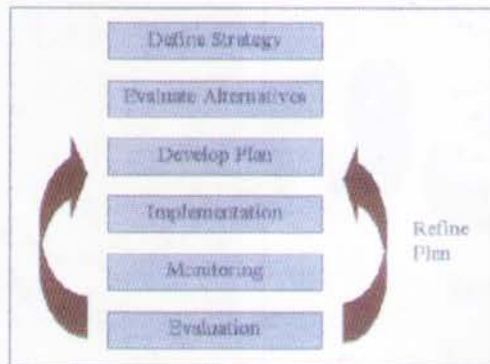 Define Strategy
Evaluate Alternatives
Develop Plan
Implementation
Monitoring
Evaluation
Refine
Plan